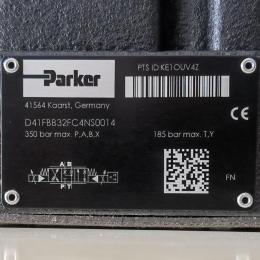 Parker
PTS ID KE1OUV4Z
41564 Kaarst, Germany
D41FBB32FC4NS0014
350 bar max. P,A,B,X
185 bar max. T,Y
A B
P T
FN